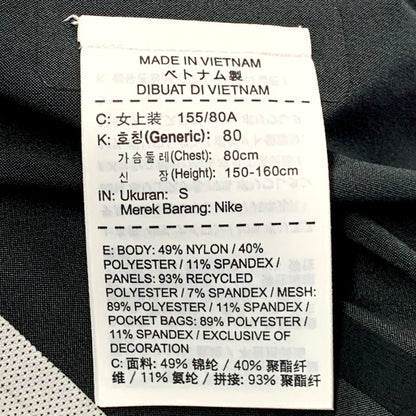 MADE IN VIETNAM
ベトナム製
DIBUAT DI VIETNAM
C: 女上装 155/80A
K: 호칭(Generic): 80
가슴둘레(Chest): 80cm
신 장(Height): 150-160cm
IN: Ukuran: S
Merek Barang: Nike
E: BODY: 49% NYLON / 40%
POLYESTER / 11% SPANDEX /
PANELS: 93% RECYCLED
POLYESTER / 7% SPANDEX / MESH:
89% POLYESTER / 11% SPANDEX /
POCKET BAGS: 89% POLYESTER /
11% SPANDEX / EXCLUSIVE OF
DECORATION
C: 面料: 49% 锦纶 / 40% 聚酯纤
维 / 11% 氨纶 / 拼接: 93% 聚酯纤